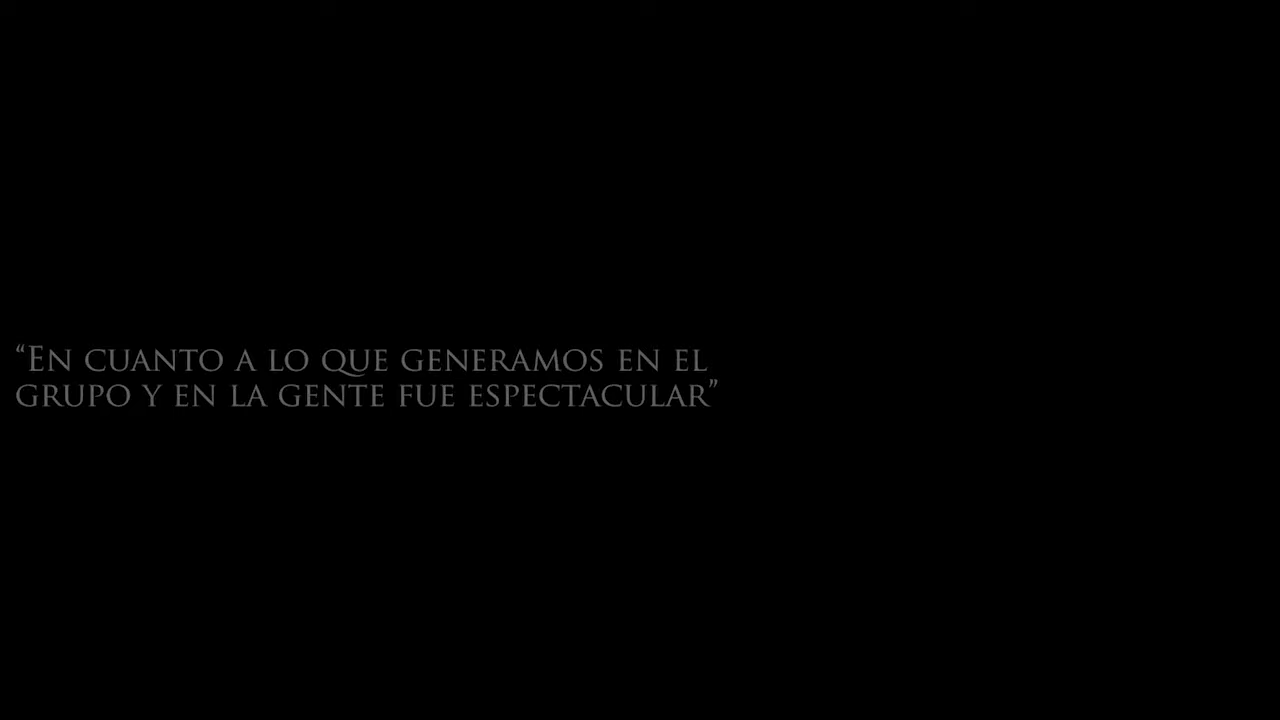 “En cuanto a lo que generamos en el
grupo y en la gente fue espectacular”